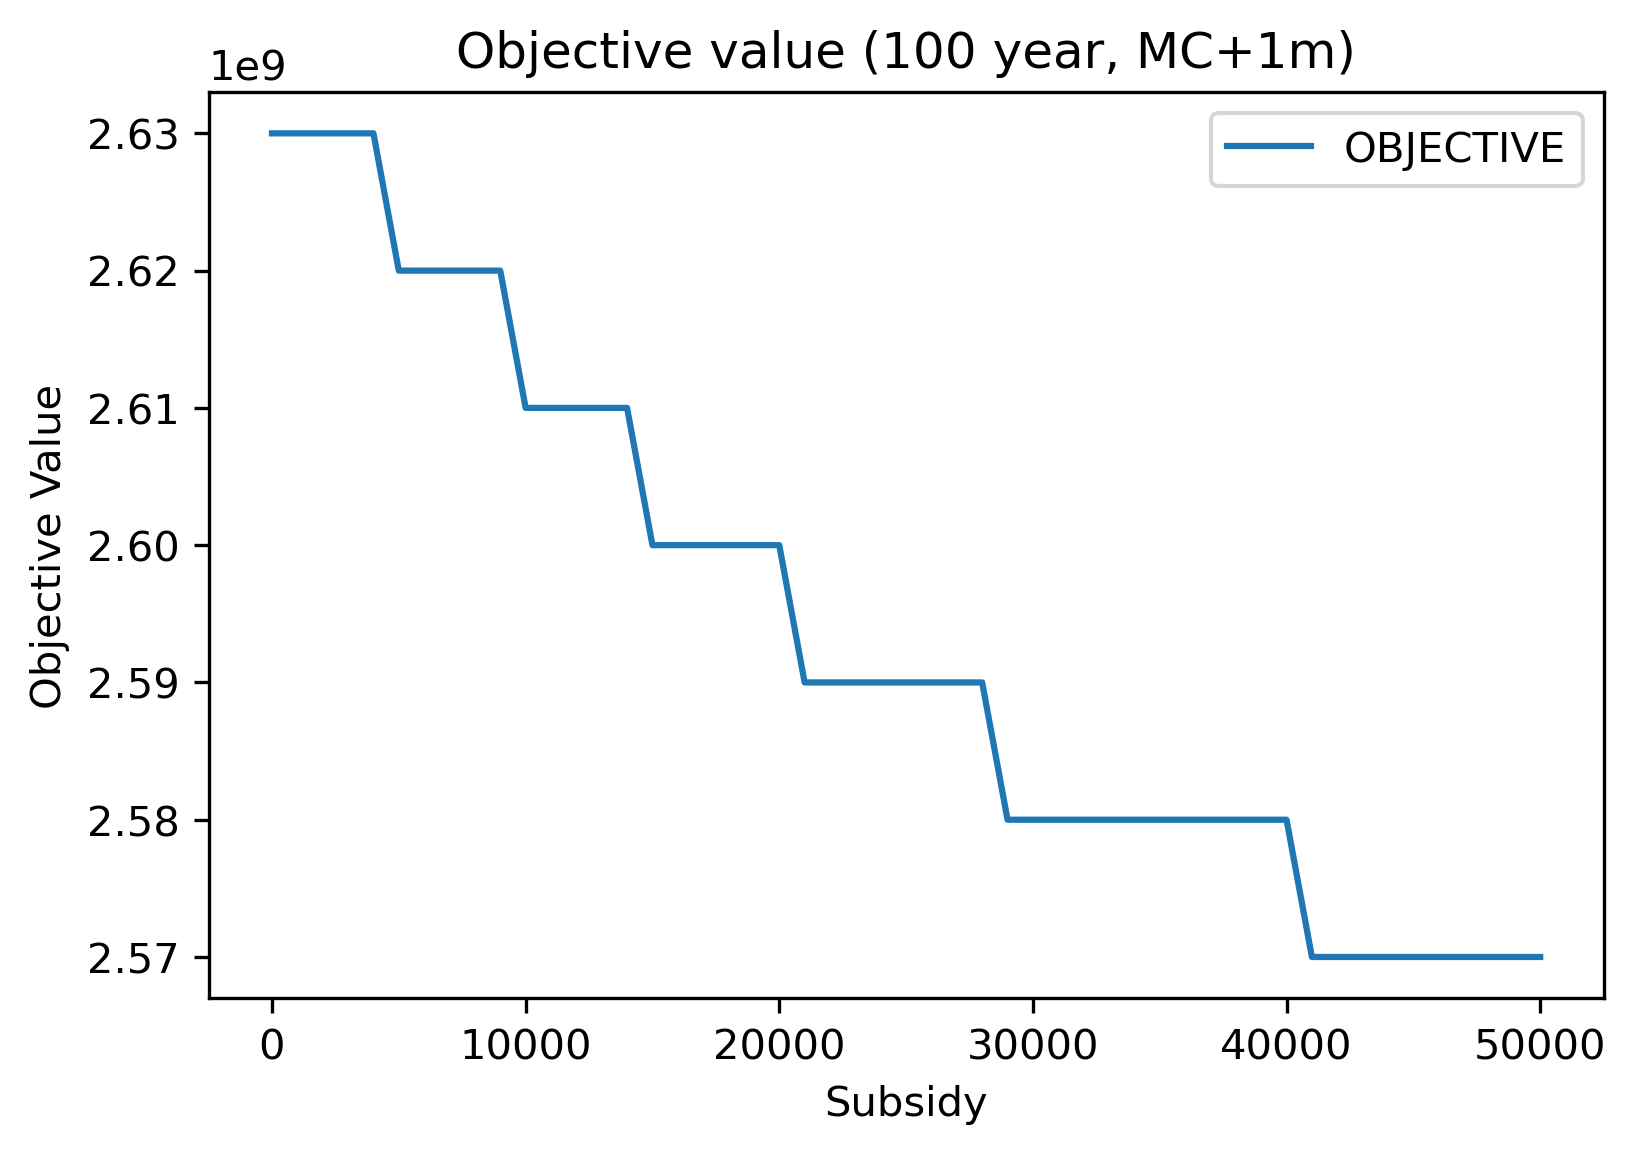 Objective value (100 year, MC+1m)
1e9
OBJECTIVE
2.63
2.62
2.61
2.60
2.59
2.58
2.57
Objective Value
0 10000 20000 30000 40000 50000
Subsidy